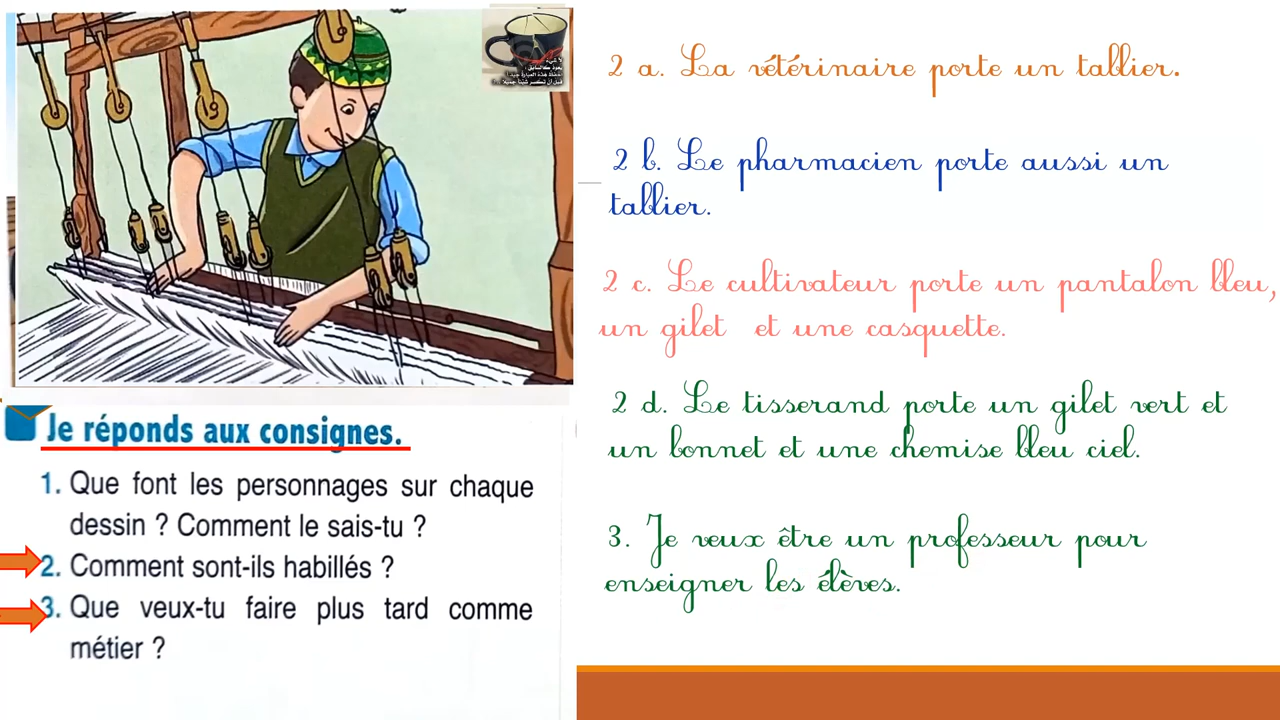 Je réponds aux consignes.
1. Que font les personnages sur chaque
dessin ? Comment le sais-tu ?
2. Comment sont-ils habillés ?
3. Que veux-tu faire plus tard comme
métier ?
2 a. La vétérinaire porte un tablier.
2 b. Le pharmacien porte aussi un
tablier.
2 c. Le cultivateur porte un pantalon bleu,
un gilet et une casquette.
2 d. Le tisserand porte un gilet vert et
un bonnet et une chemise bleu ciel.
3. Je veux être un professeur pour
enseigner les élèves.